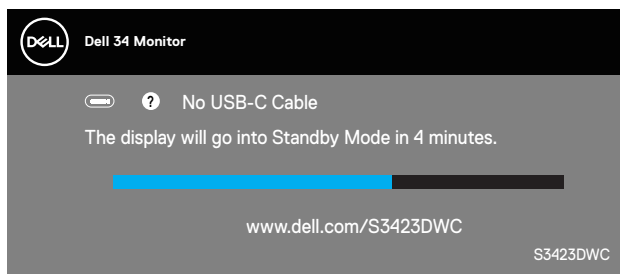 DELL
Dell 34 Monitor
? No USB-C Cable
The display will go into Standby Mode in 4 minutes.
www.dell.com/S3423DWC
S3423DWC